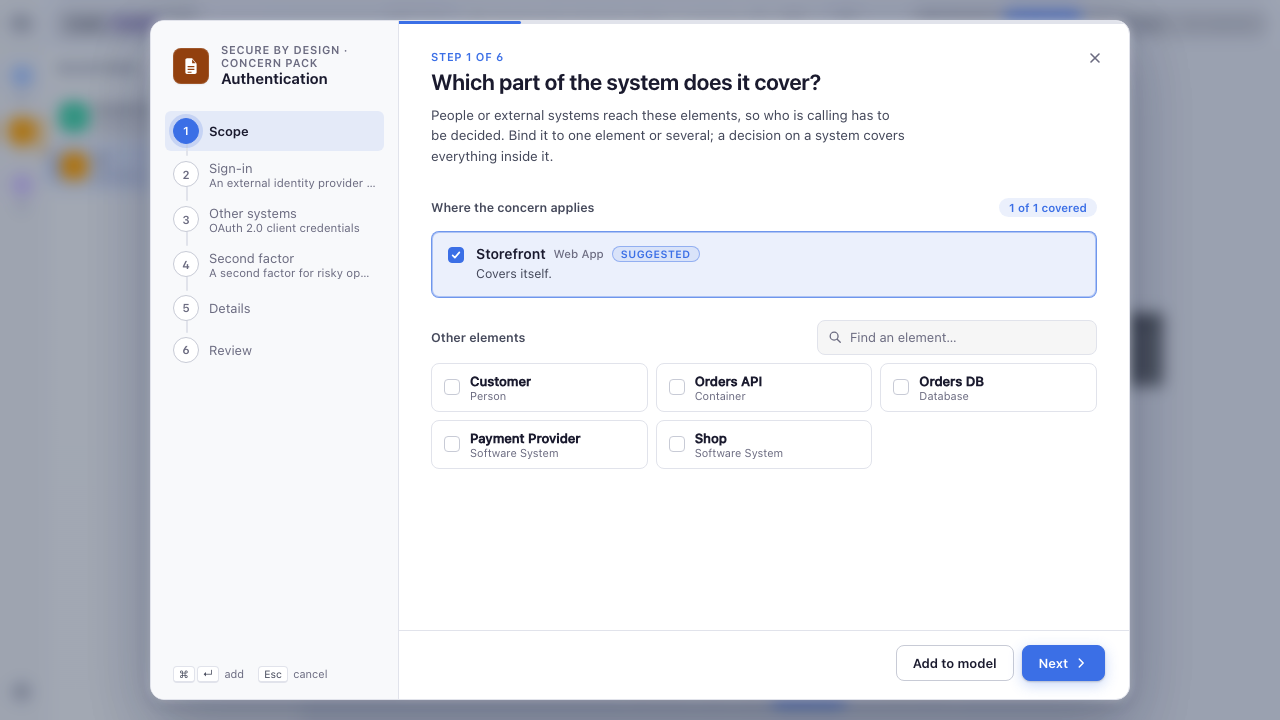 SECURE BY DESIGN ·
CONCERN PACK
Authentication
1 Scope
2 Sign-in
An external identity provider ...
3 Other systems
OAuth 2.0 client credentials
4 Second factor
A second factor for risky op...
5 Details
6 Review
⌘ ↵ add Esc cancel
STEP 1 OF 6
Which part of the system does it cover?
People or external systems reach these elements, so who is calling has to
be decided. Bind it to one element or several; a decision on a system covers
everything inside it.
Where the concern applies
1 of 1 covered
Storefront Web App SUGGESTED
Covers itself.
Other elements
Find an element...
Customer
Person
Orders API
Container
Orders DB
Database
Payment Provider
Software System
Shop
Software System
Add to model
Next